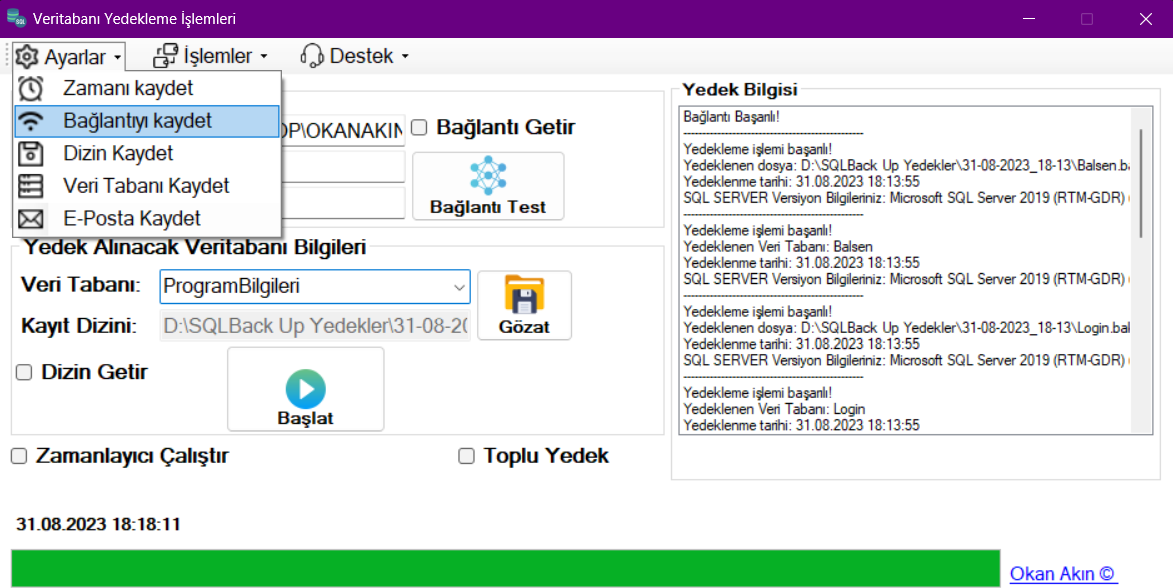 Veritabanı Yedekleme İşlemleri
Ayarlar
İşlemler
Destek
Zamanı kaydet
Bağlantıyı kaydet
Dizin Kaydet
Veri Tabanı Kaydet
E-Posta Kaydet
OP\OKANAKIN
Bağlantı Getir
Bağlantı Test
Yedek Alınacak Veritabanı Bilgileri
Veri Tabanı:
ProgramBilgileri
Kayıt Dizini:
D:\SQLBack Up Yedekler\31-08-20
Gözat
Dizin Getir
Başlat
Zamanlayıcı Çalıştır
Toplu Yedek
Yedek Bilgisi
Bağlantı Başarılı!
------------------------------------------------
Yedekleme işlemi başarılı!
Yedeklenen dosya: D:\SQLBack Up Yedekler\31-08-2023_18-13\Balsen.ba
Yedeklenme tarihi: 31.08.2023 18:13:55
SQL SERVER Versiyon Bilgileriniz: Microsoft SQL Server 2019 (RTM-GDR) (
------------------------------------------------
Yedekleme işlemi başarılı!
Yedeklenen Veri Tabanı: Balsen
Yedeklenme tarihi: 31.08.2023 18:13:55
SQL SERVER Versiyon Bilgileriniz: Microsoft SQL Server 2019 (RTM-GDR) (
------------------------------------------------
Yedekleme işlemi başarılı!
Yedeklenen dosya: D:\SQLBack Up Yedekler\31-08-2023_18-13\Login.bak
Yedeklenme tarihi: 31.08.2023 18:13:55
SQL SERVER Versiyon Bilgileriniz: Microsoft SQL Server 2019 (RTM-GDR) (
------------------------------------------------
Yedekleme işlemi başarılı!
Yedeklenen Veri Tabanı: Login
Yedeklenme tarihi: 31.08.2023 18:13:55
31.08.2023 18:18:11
Okan Akın ©